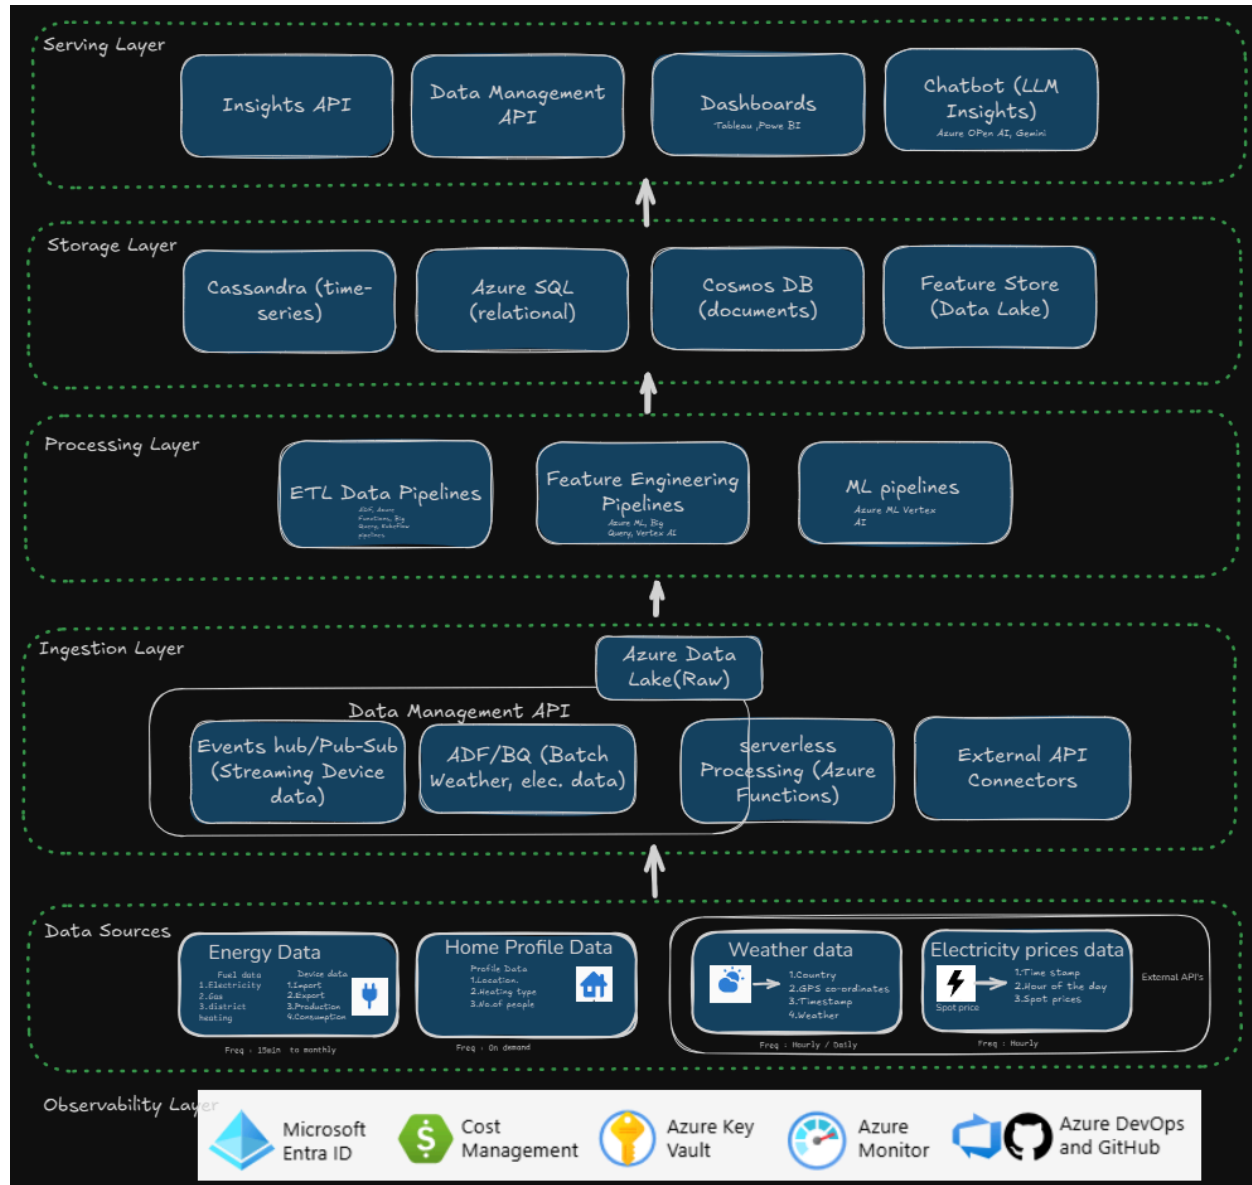 Serving Layer
Insights API
Data Management
API
Dashboards
Tableau ,Powe BI
Chatbot (LLM
Insights)
Azure OPen AI, Gemini
Storage Layer
Cassandra (time-
series)
Azure SQL
(relational)
Cosmos DB
(documents)
Feature Store
(Data Lake)
Processing Layer
ETL Data Pipelines
ADF, Azure
Functions, Big
Query, Kubeflow
pipelines
Feature Engineering
Pipelines
Azure ML, Big
Query, Vertex AI
ML pipelines
Azure ML Vertex
AI
Ingestion Layer
Azure Data
Lake(Raw)
Data Management API
Events hub/Pub-Sub
(Streaming Device
data)
ADF/BQ (Batch
Weather, elec. data)
serverless
Processing (Azure
Functions)
External API
Connectors
Data Sources
Energy Data
Fuel data
1.Electricity
2.Gas
3.district
heating
Device data
1.Import
2.Export
3.Production
4.Consumption
Freq : 15min to monthly
Home Profile Data
Profile Data
1.Location.
2.Heating type
3.No.of people
Freq : On demand
Weather data
1.Country
2.GPS co-ordinates
3.Timestamp
4.Weather
Freq : Hourly / Daily
Electricity prices data
Spot price
1.Time stamp
2.Hour of the day
3.Spot prices
Freq : Hourly
External API's
Observability Layer
Microsoft
Entra ID
Cost
Management
Azure Key
Vault
Azure
Monitor
Azure DevOps
and GitHub